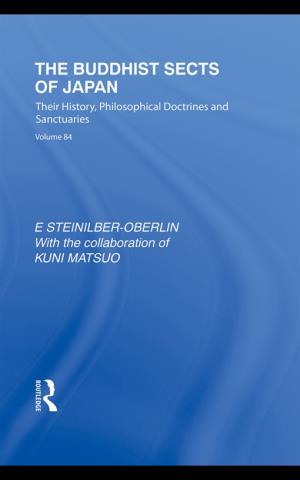 THE BUDDHIST SECTS
OF JAPAN
Their History, Philosophical Doctrines and
Sanctuaries
Volume 84
E STEINILBER-OBERLIN
With the collaboration of
KUNI MATSUO
ROUTLEDGE